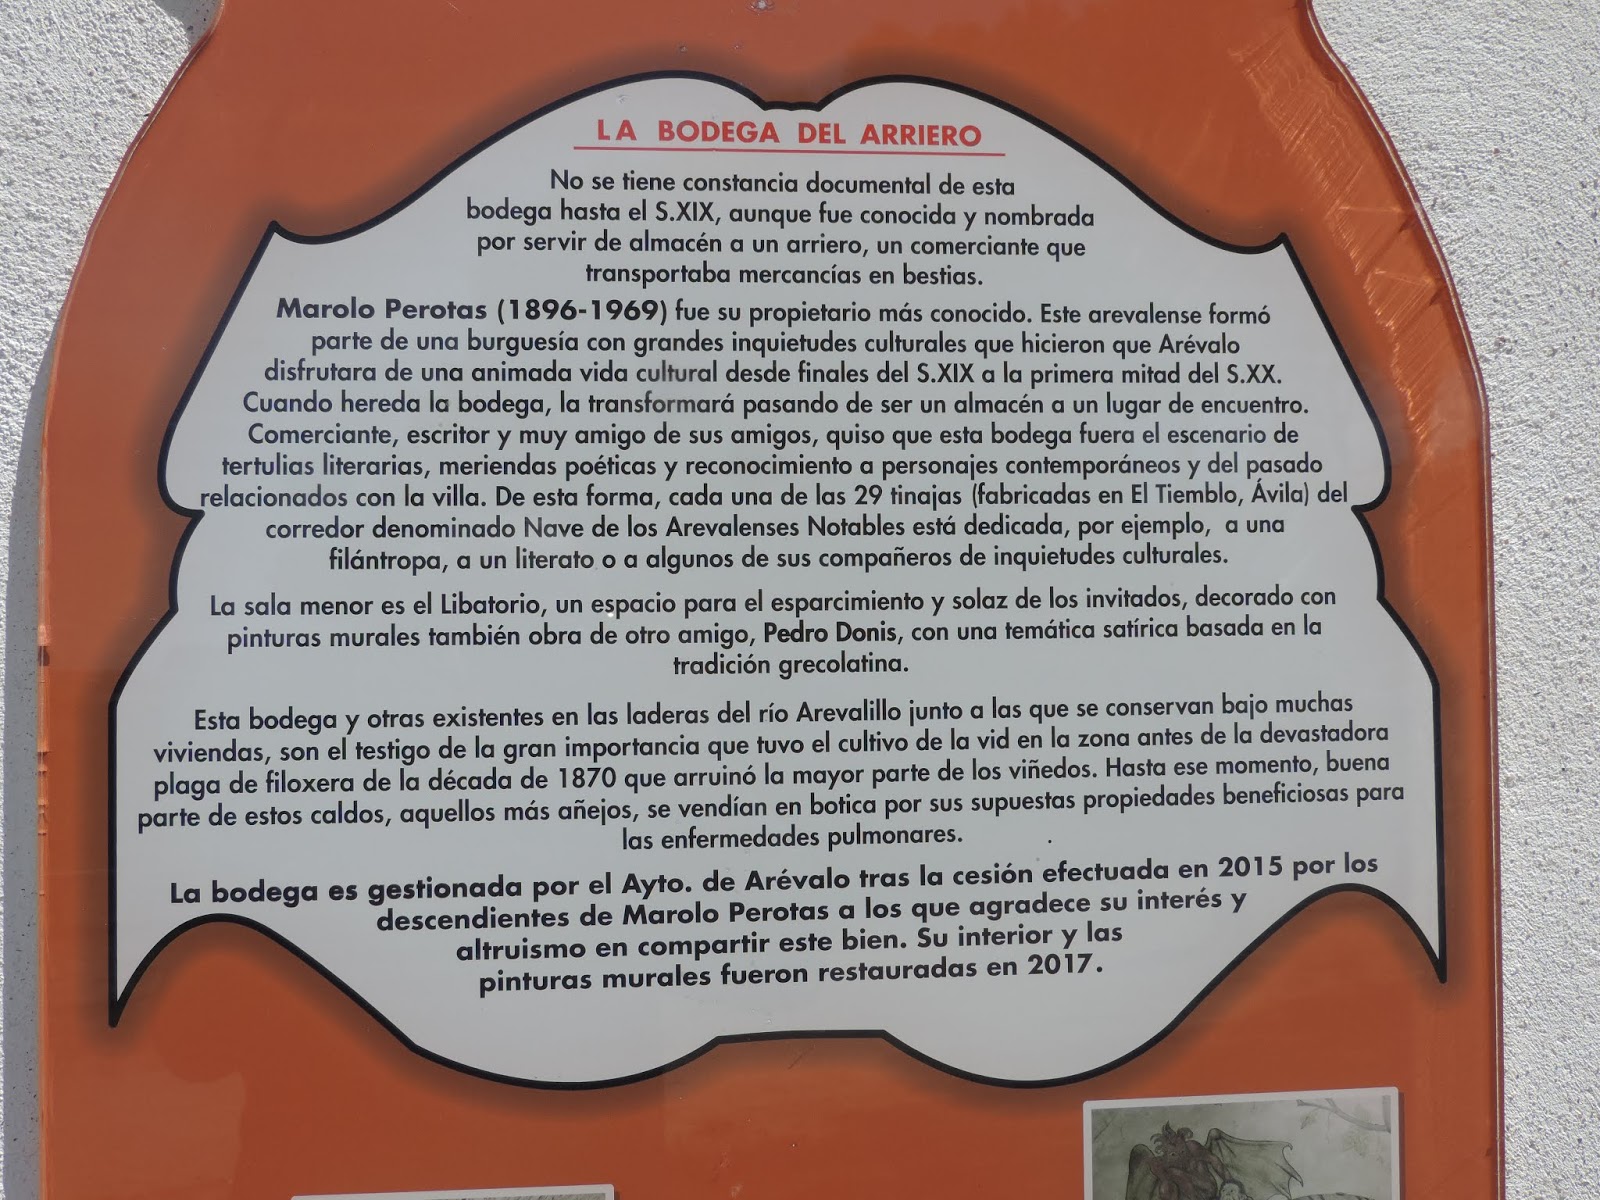 LA BODEGA DEL ARRIERO
No se tiene constancia documental de esta
bodega hasta el S.XIX, aunque fue conocida y nombrada
por servir de almacén a un arriero, un comerciante que
transportaba mercancías en bestias.
Marolo Perotas (1896-1969) fue su propietario más conocido. Este arevalense formó
parte de una burguesía con grandes inquietudes culturales que hicieron que Arévalo
disfrutara de una animada vida cultural desde finales del S.XIX a la primera mitad del S.XX.
Cuando hereda la bodega, la transformará pasando de ser un almacén a un lugar de encuentro.
Comerciante, escritor y muy amigo de sus amigos, quiso que esta bodega fuera el escenario de
tertulias literarias, meriendas poéticas y reconocimiento a personajes contemporáneos y del pasado
relacionados con la villa. De esta forma, cada una de las 29 tinajas (fabricadas en El Tiemblo, Ávila) del
corredor denominado Nave de los Arevalenses Notables está dedicada, por ejemplo, a una
filántropa, a un literato o a algunos de sus compañeros de inquietudes culturales.
La sala menor es el Libatorio, un espacio para el esparcimiento y solaz de los invitados, decorado con
pinturas murales también obra de otro amigo, Pedro Donis, con una temática satírica basada en la
tradición grecolatina.
Esta bodega y otras existentes en las laderas del río Arevalillo junto a las que se conservan bajo muchas
viviendas, son el testigo de la gran importancia que tuvo el cultivo de la vid en la zona antes de la devastadora
plaga de filoxera de la década de 1870 que arruinó la mayor parte de los viñedos. Hasta ese momento, buena
parte de estos caldos, aquellos más añejos, se vendían en botica por sus supuestas propiedades beneficiosas para
las enfermedades pulmonares.
La bodega es gestionada por el Ayto. de Arévalo tras la cesión efectuada en 2015 por los
descendientes de Marolo Perotas a los que agradece su interés y
altruismo en compartir este bien. Su interior y las
pinturas murales fueron restauradas en 2017.